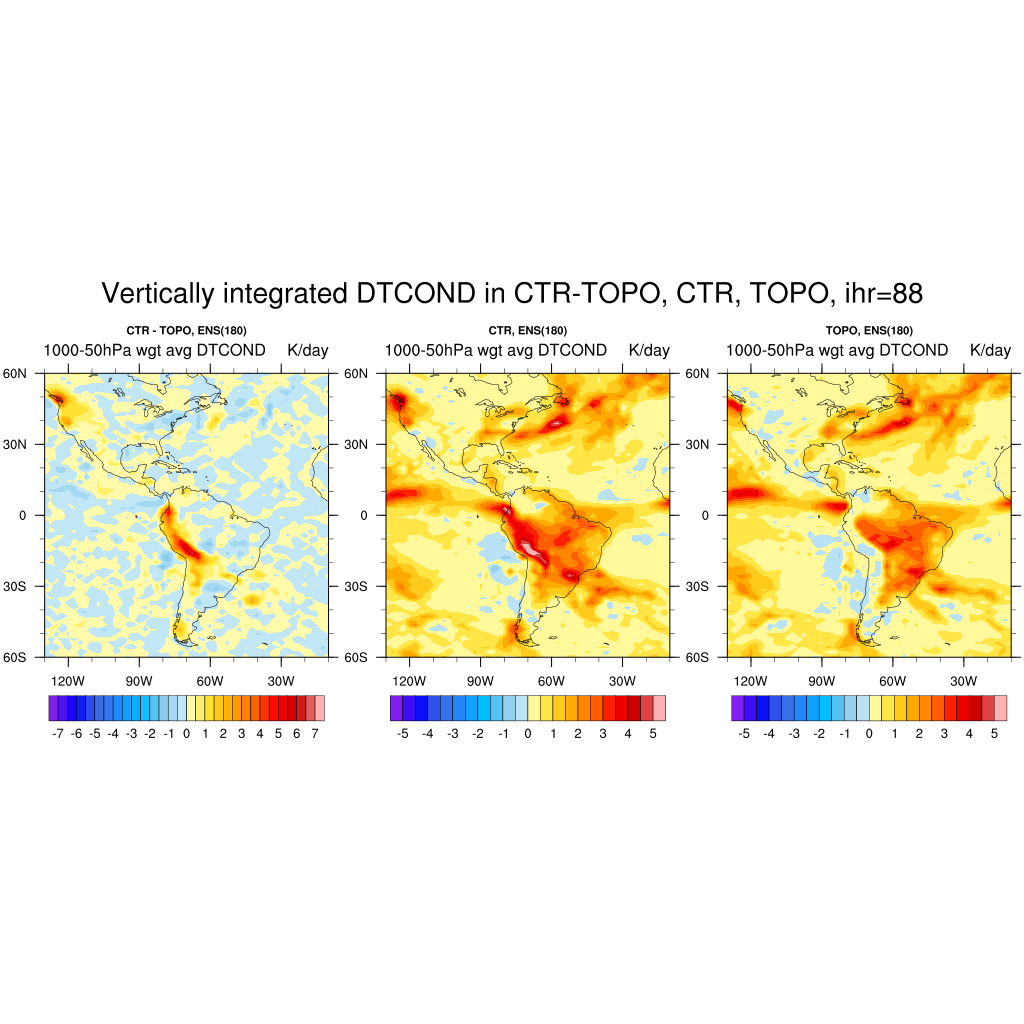 Vertically integrated DTCOND in CTR-TOPO, CTR, TOPO, ihr=88
CTR - TOPO, ENS(180)
1000-50hPa wgt avg DTCOND K/day
60N
30N
0
30S
60S
120W 90W 60W 30W
-7 -6 -5 -4 -3 -2 -1 0 1 2 3 4 5 6 7
CTR, ENS(180)
1000-50hPa wgt avg DTCOND K/day
60N
30N
0
30S
60S
120W 90W 60W 30W
-5 -4 -3 -2 -1 0 1 2 3 4 5
TOPO, ENS(180)
1000-50hPa wgt avg DTCOND K/day
60N
30N
0
30S
60S
120W 90W 60W 30W
-5 -4 -3 -2 -1 0 1 2 3 4 5